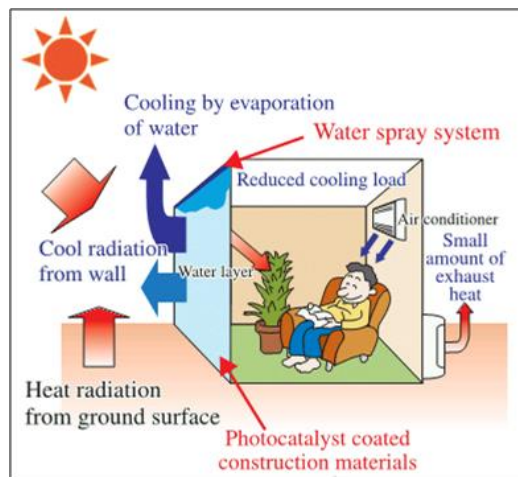 Cooling by evaporation
of water
Water spray system
Reduced cooling load
Air conditioner
Cool radiation
from wall
Water layer
Small
amount of
exhaust
heat
Heat radiation
from ground surface
Photocatalyst coated
construction materials